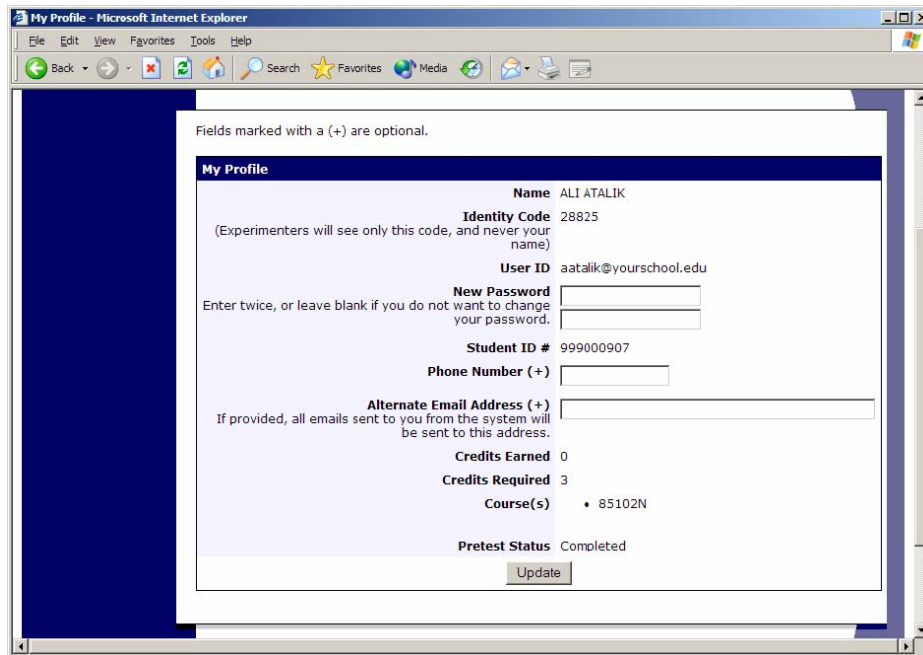 My Profile - Microsoft Internet Explorer
File Edit View Favorites Tools Help
Back Search Favorites Media
Fields marked with a (+) are optional.
My Profile
Name ALI ATALIK
Identity Code 28825
(Experimenters will see only this code, and never your
name)
User ID aatalik@yourschool.edu
New Password
Enter twice, or leave blank if you do not want to change
your password.
Student ID # 999000907
Phone Number (+)
Alternate Email Address (+)
If provided, all emails sent to you from the system will
be sent to this address.
Credits Earned 0
Credits Required 3
Course(s) • 85102N
Pretest Status Completed
Update